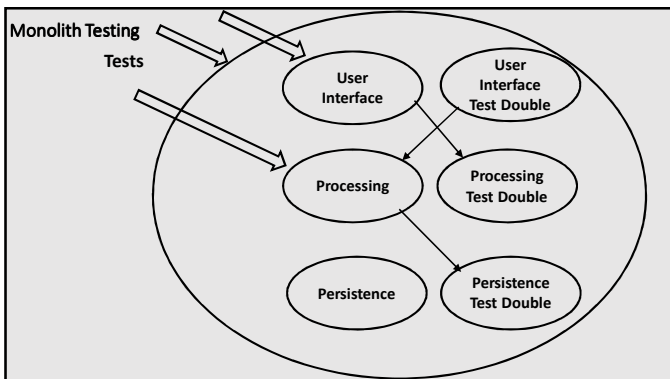 Monolith Testing
Tests
User
Interface
User
Interface
Test Double
Processing
Processing
Test Double
Persistence
Persistence
Test Double